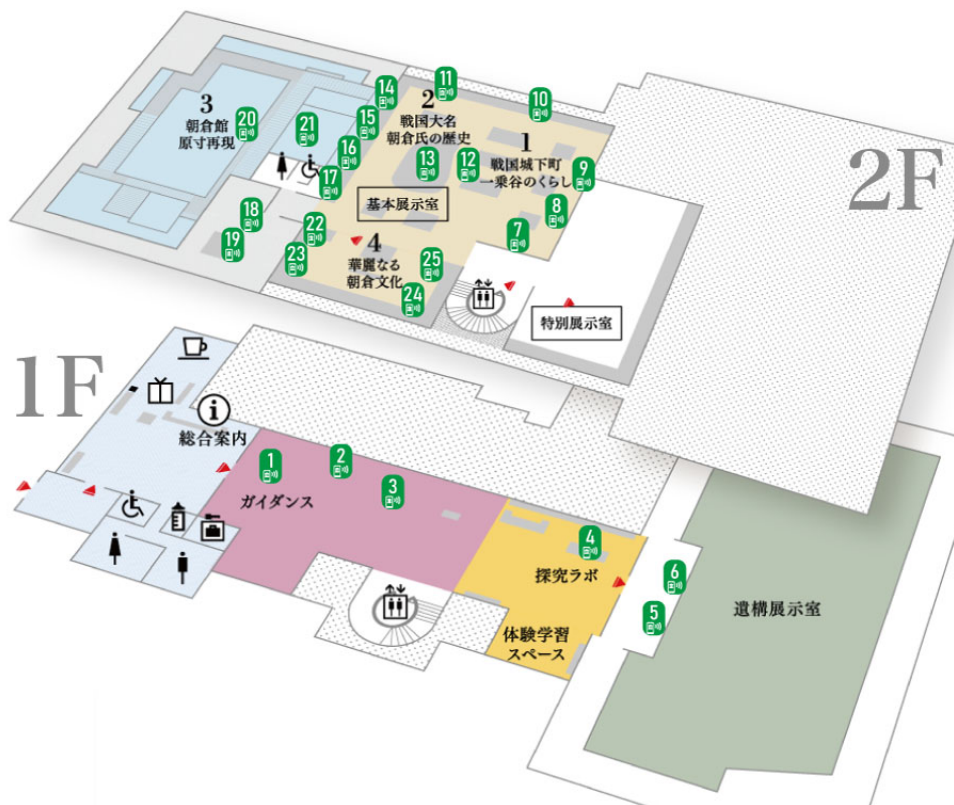 2F
3
朝倉館
原寸再現
20
21
14
15
16
17
18
19
22
23
11
2
戦国大名
朝倉氏の歴史
13
12
10
1
戦国城下町
一乗谷のくらし
9
8
7
基本展示室
4
華麗なる
朝倉文化
25
24
特別展示室
1F
i
総合案内
1
2
3
ガイダンス
4
探究ラボ
体験学習
スペース
6
5
遺構展示室